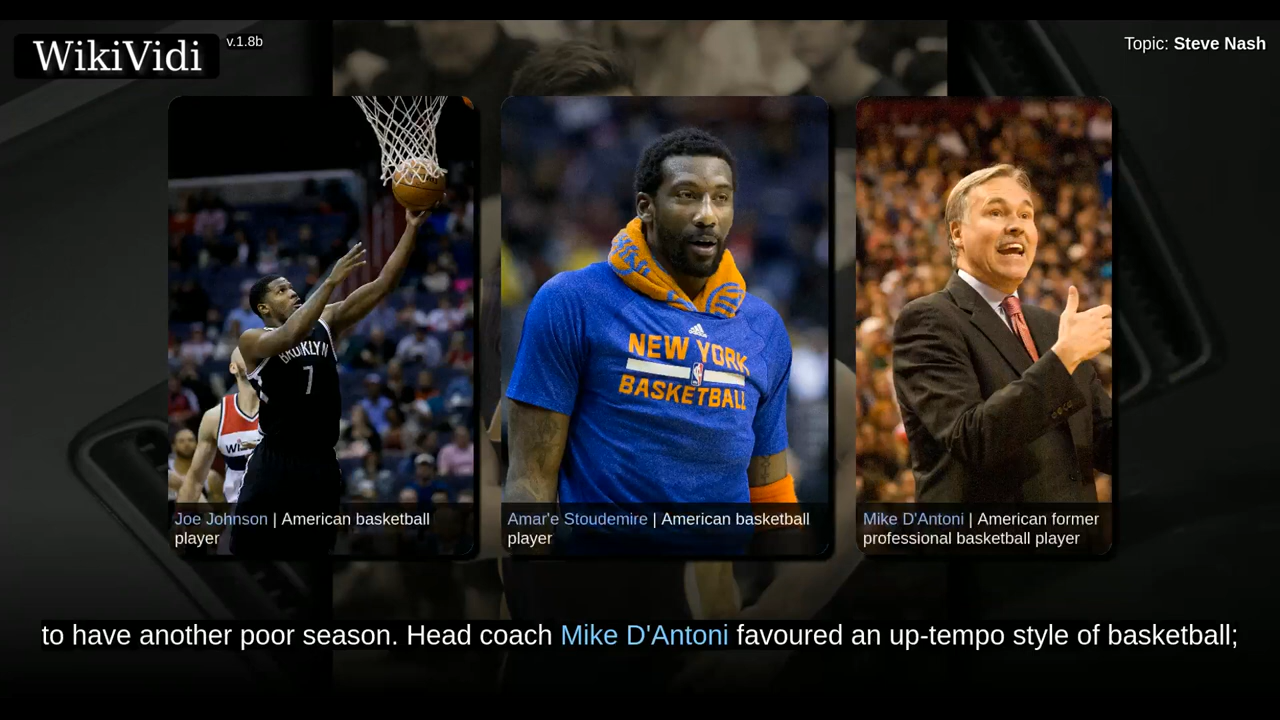 WikiVidi
v.1.8b
Topic: Steve Nash
BROOKLYN
7
NEW YORK
BASKETBALL
Joe Johnson | American basketball
player
Amar'e Stoudemire | American basketball
player
Mike D'Antoni | American former
professional basketball player
to have another poor season. Head coach Mike D'Antoni favoured an up-tempo style of basketball;